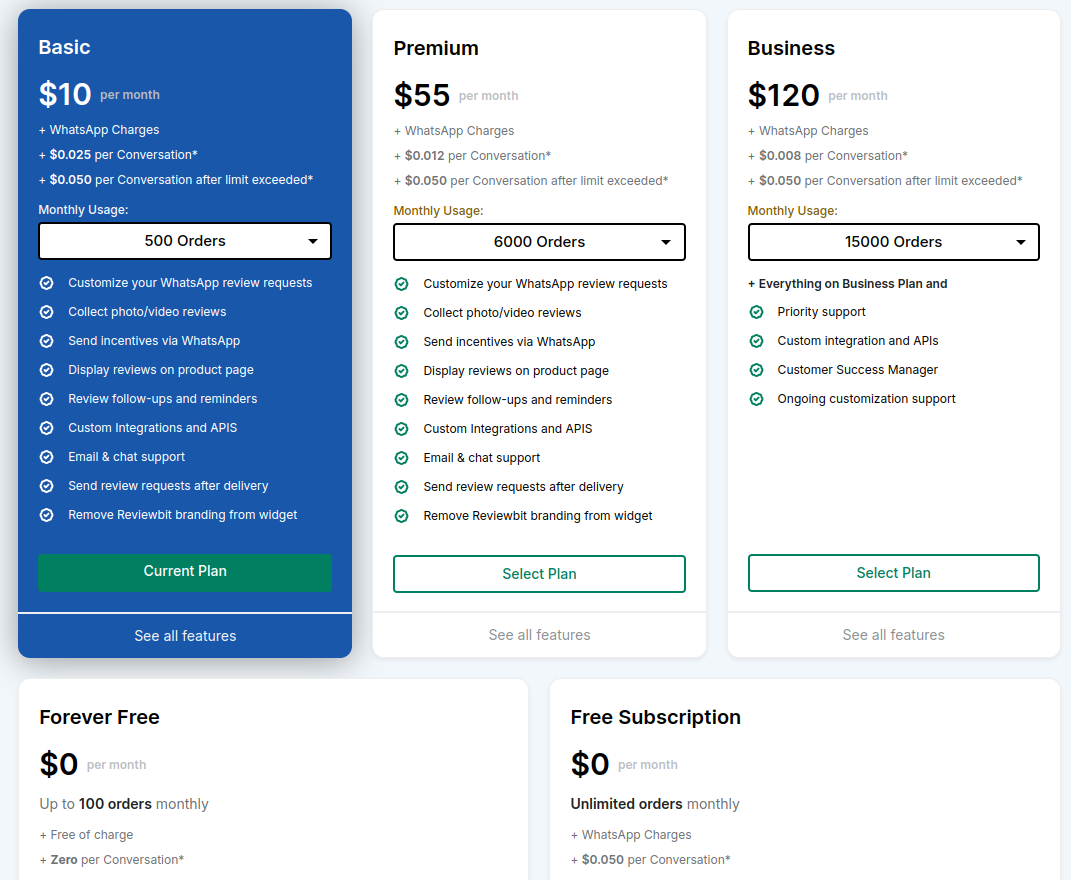 Basic
$10 per month
+ WhatsApp Charges
+ $0.025 per Conversation*
+ $0.050 per Conversation after limit exceeded*
Monthly Usage:
500 Orders
Customize your WhatsApp review requests
Collect photo/video reviews
Send incentives via WhatsApp
Display reviews on product page
Review follow-ups and reminders
Custom Integrations and APIS
Email & chat support
Send review requests after delivery
Remove Reviewbit branding from widget
Current Plan
See all features
Premium
$55 per month
+ WhatsApp Charges
+ $0.012 per Conversation*
+ $0.050 per Conversation after limit exceeded*
Monthly Usage:
6000 Orders
Customize your WhatsApp review requests
Collect photo/video reviews
Send incentives via WhatsApp
Display reviews on product page
Review follow-ups and reminders
Custom Integrations and APIS
Email & chat support
Send review requests after delivery
Remove Reviewbit branding from widget
Select Plan
See all features
Business
$120 per month
+ WhatsApp Charges
+ $0.008 per Conversation*
+ $0.050 per Conversation after limit exceeded*
Monthly Usage:
15000 Orders
+ Everything on Business Plan and
Priority support
Custom integration and APIs
Customer Success Manager
Ongoing customization support
Select Plan
See all features
Forever Free
$0 per month
Up to 100 orders monthly
+ Free of charge
+ Zero per Conversation*
Free Subscription
$0 per month
Unlimited orders monthly
+ WhatsApp Charges
+ $0.050 per Conversation*